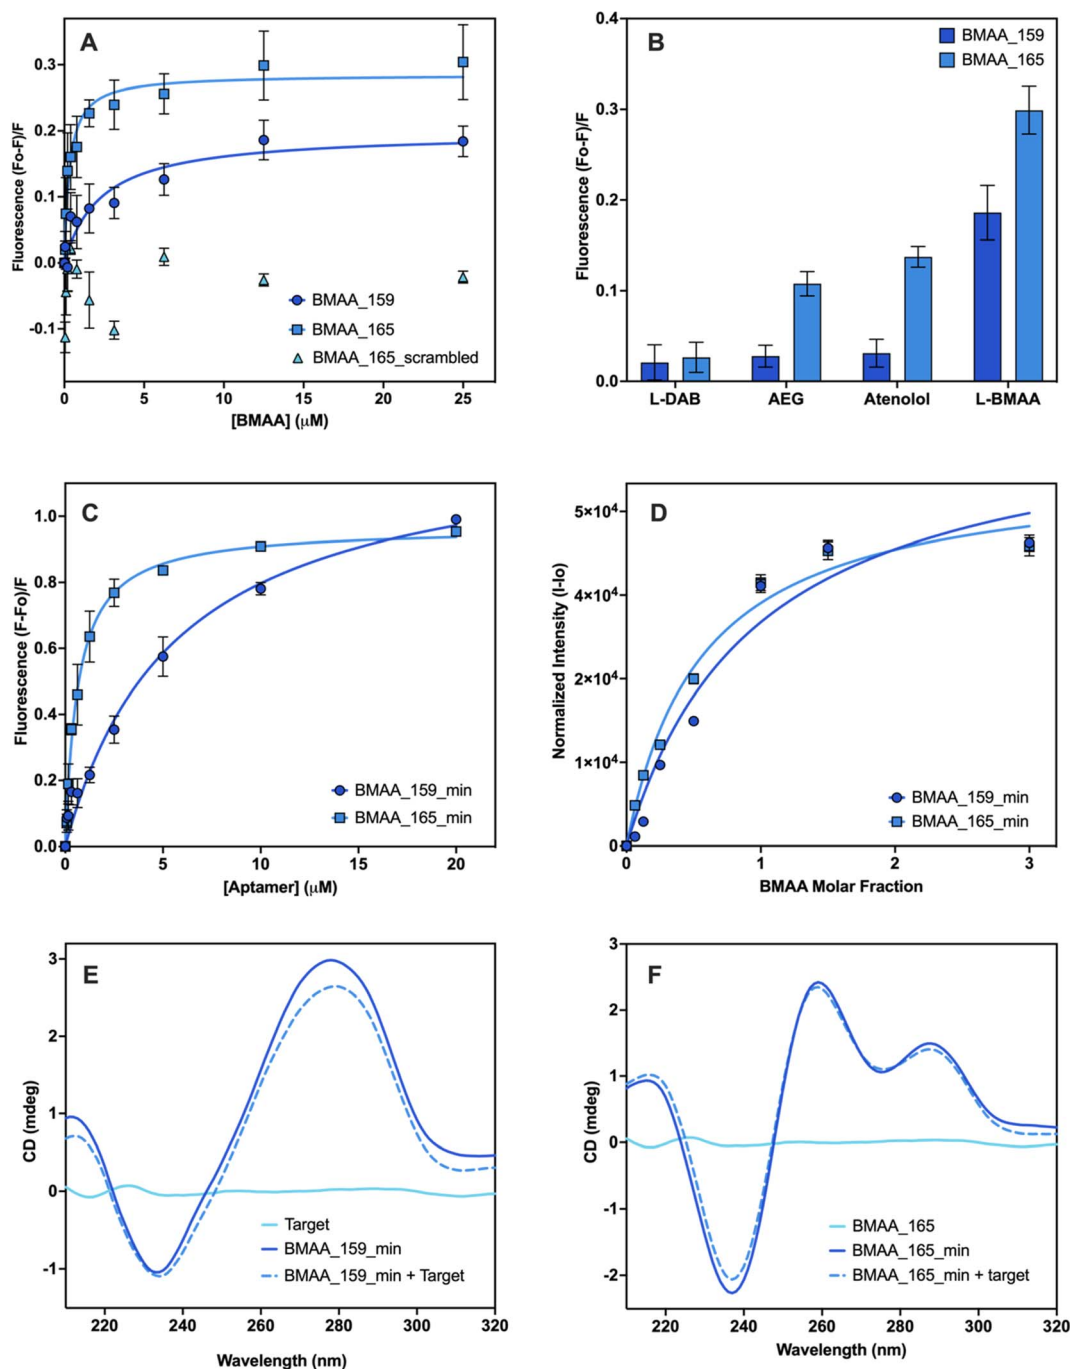 A
Fluorescence (Fo-F)/F
0.3
0.2
0.1
0.0
-0.1
BMAA_159
BMAA_165
BMAA_165_scrambled
0 5 10 15 20 25
[BMAA] (μM)
B
Fluorescence (Fo-F)/F
0.4
0.3
0.2
0.1
0.0
BMAA_159
BMAA_165
L-DAB AEG Atenolol L-BMAA
C
Fluorescence (F-Fo)/F
1.0
0.8
0.6
0.4
0.2
0.0
BMAA_159_min
BMAA_165_min
0 5 10 15 20
[Aptamer] (μM)
D
Normalized Intensity (I-Io)
5×10⁴
4×10⁴
2×10⁴
1×10⁴
0
BMAA_159_min
BMAA_165_min
0 1 2 3
BMAA Molar Fraction
E
CD (mdeg)
3
2
1
0
-1
Target
BMAA_159_min
BMAA_159_min + Target
220 240 260 280 300 320
Wavelength (nm)
F
CD (mdeg)
3
2
1
0
-1
-2
BMAA_165
BMAA_165_min
BMAA_165_min + target
220 240 260 280 300 320
Wavelength (nm)